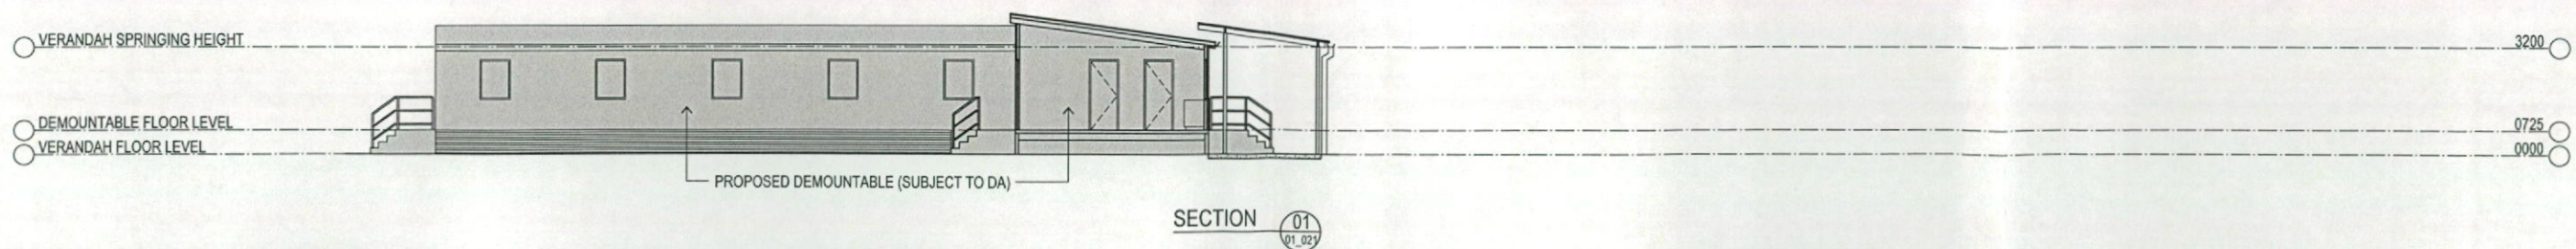 VERANDAH SPRINGING HEIGHT
3200
DEMOUNTABLE FLOOR LEVEL
0725
VERANDAH FLOOR LEVEL
0000
PROPOSED DEMOUNTABLE (SUBJECT TO DA)
SECTION
01
01_021